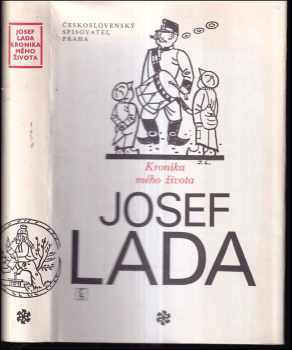 JOSEF
LADA
KRONIKA
MÉHO
ŽIVOTA
ČESKOSLOVENSKÝ
SPISOVATEL
PRAHA
J. L.
Kronika
mého života
JOSEF
LADA